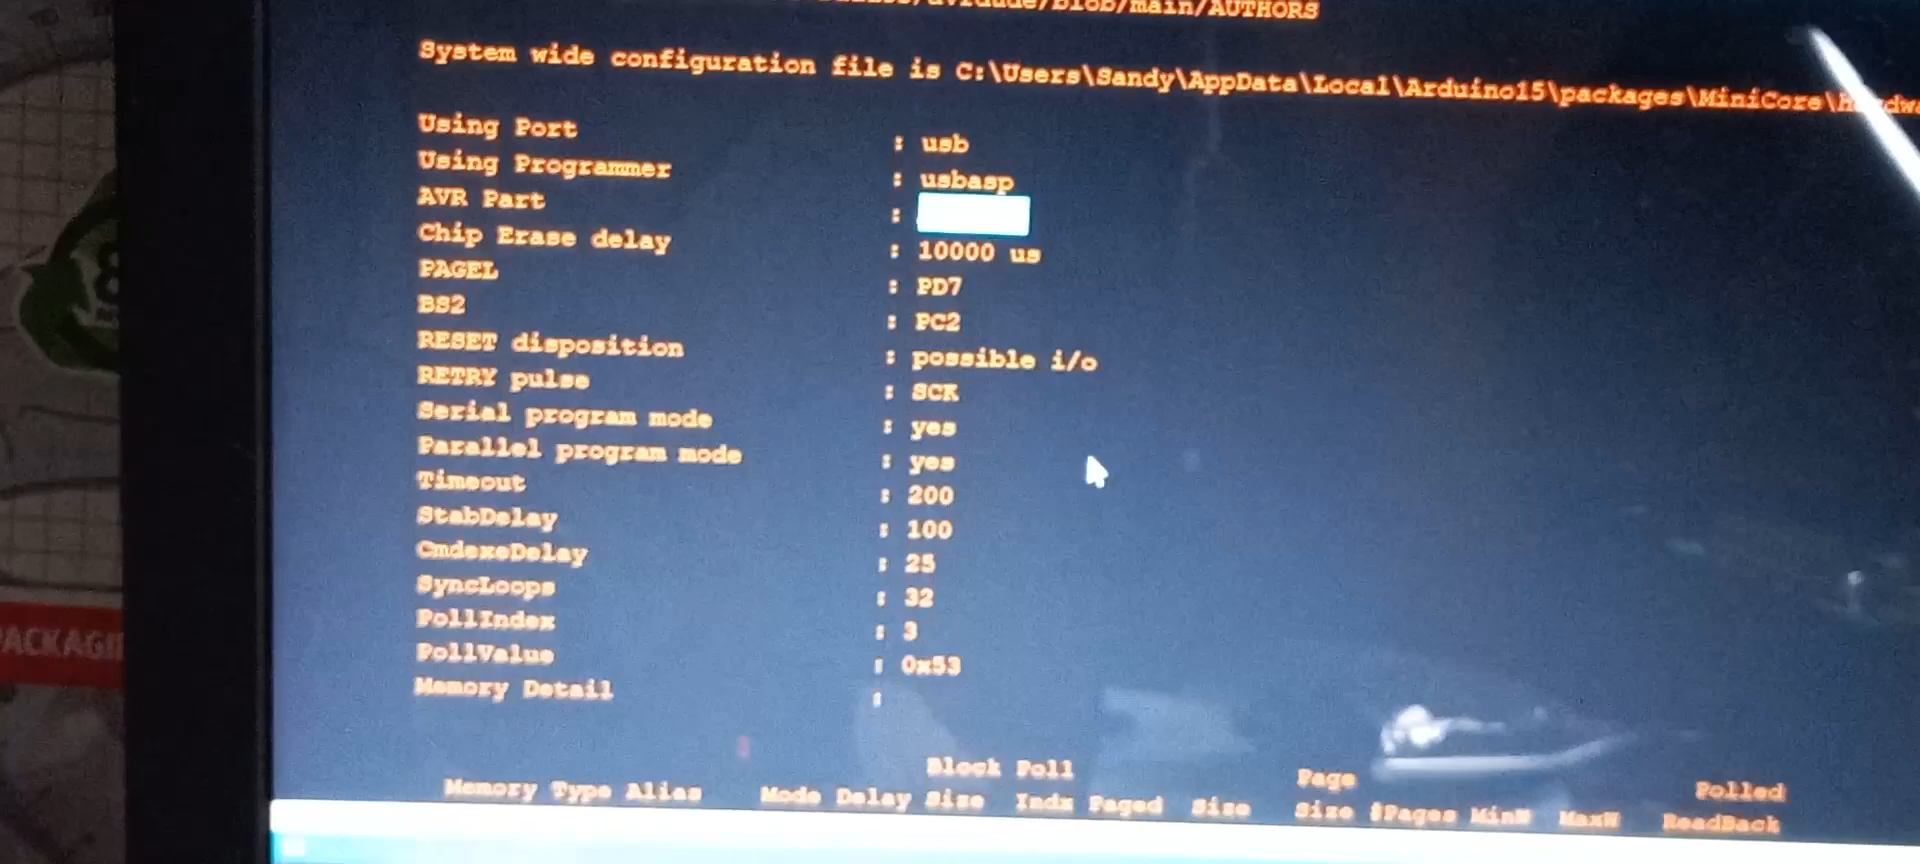 /blob/main/AUTHORS
System wide configuration file is C:\Users\Sandy\AppData\Local\Arduino15\packages\MiniCore\
Using Port : usb
Using Programmer : usbasp
AVR Part :
Chip Erase delay : 10000 us
PAGEL : PD7
BS2 : PC2
RESET disposition : possible i/o
RETRY pulse : SCK
Serial program mode : yes
Parallel program mode : yes
Timeout : 200
StabDelay : 100
CmdexeDelay : 25
SyncLoops : 32
PollIndex : 3
PollValue : 0x53
Memory Detail :
Block Poll Page Polled
Memory Type Alias Mode Delay Size Indx Paged Size Size #Pages MinW MaxW ReadBack